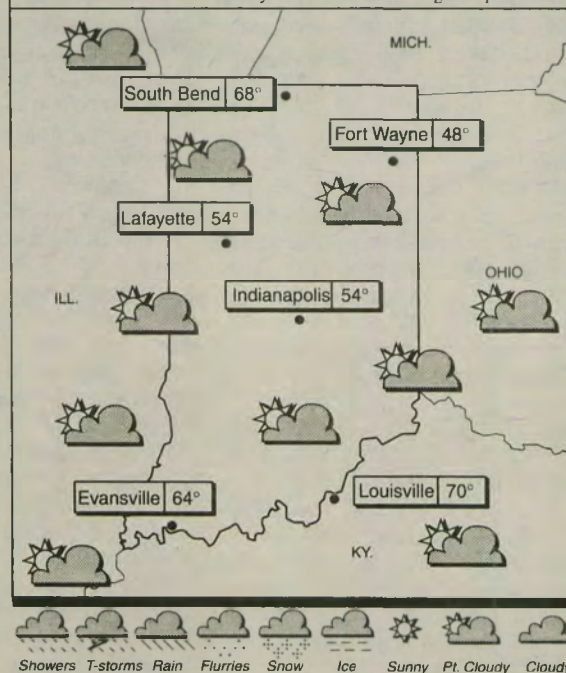 MICH.
South Bend 68°
Fort Wayne 48°
Lafayette 54°
OHIO
ILL.
Indianapolis 54°
Evansville 64°
Louisville 70°
KY.
Showers T-storms Rain Flurries Snow Ice Sunny Pt. Cloudy Cloudy